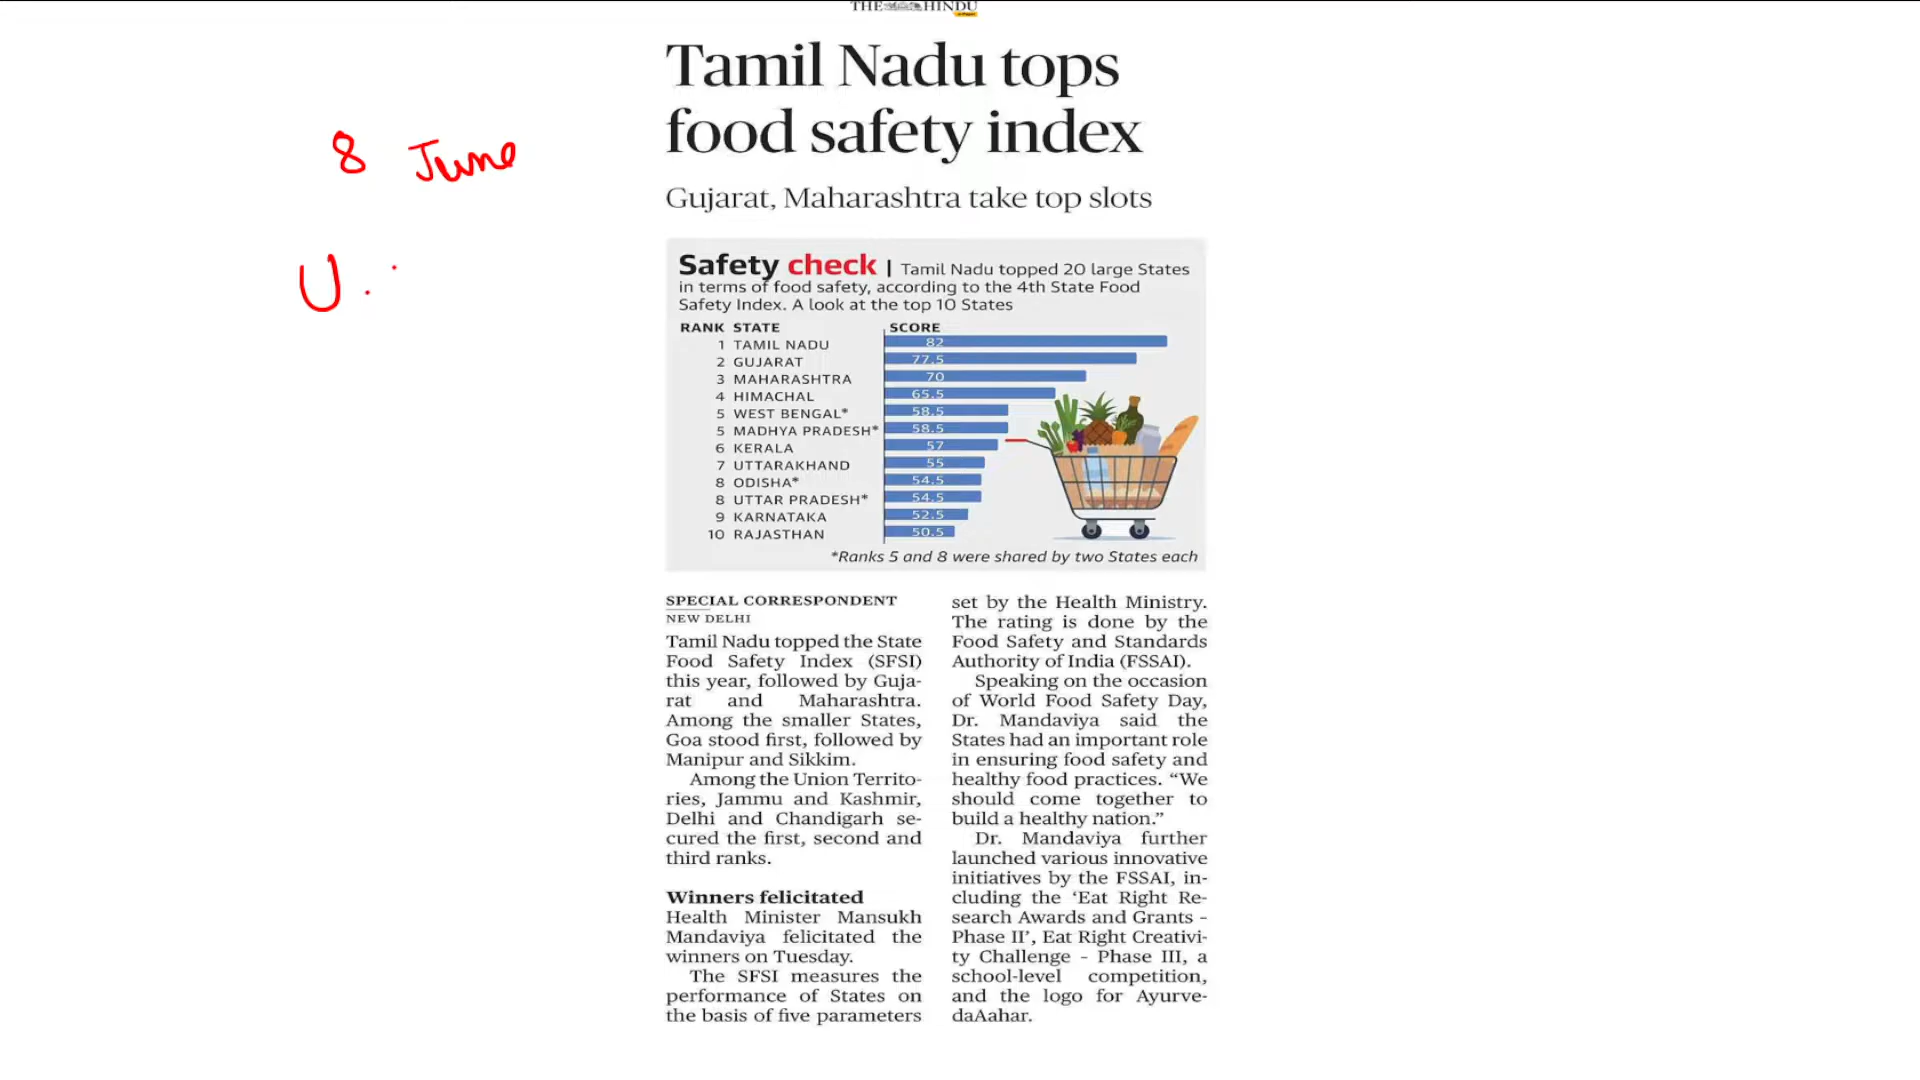 THE HINDU
Tamil Nadu tops
food safety index
8 June
U
Gujarat, Maharashtra take top slots
Safety check | Tamil Nadu topped 20 large States
in terms of food safety, according to the 4th State Food
Safety Index. A look at the top 10 States
RANK STATE SCORE
1 TAMIL NADU 82
2 GUJARAT 77.5
3 MAHARASHTRA 70
4 HIMACHAL 65.5
5 WEST BENGAL* 58.5
5 MADHYA PRADESH* 58.5
6 KERALA 57
7 UTTARAKHAND 55
8 ODISHA* 54.5
8 UTTAR PRADESH* 54.5
9 KARNATAKA 52.5
10 RAJASTHAN 50.5
*Ranks 5 and 8 were shared by two States each
SPECIAL CORRESPONDENT
NEW DELHI
Tamil Nadu topped the State
Food Safety Index (SFSI)
this year, followed by Guja-
rat and Maharashtra.
Among the smaller States,
Goa stood first, followed by
Manipur and Sikkim.
Among the Union Territo-
ries, Jammu and Kashmir,
Delhi and Chandigarh se-
cured the first, second and
third ranks.
Winners felicitated
Health Minister Mansukh
Mandaviya felicitated the
winners on Tuesday.
The SFSI measures the
performance of States on
the basis of five parameters
set by the Health Ministry.
The rating is done by the
Food Safety and Standards
Authority of India (FSSAI).
Speaking on the occasion
of World Food Safety Day,
Dr. Mandaviya said the
States had an important role
in ensuring food safety and
healthy food practices. “We
should come together to
build a healthy nation.”
Dr. Mandaviya further
launched various innovative
initiatives by the FSSAI, in-
cluding the ‘Eat Right Re-
search Awards and Grants -
Phase II’, Eat Right Creativi-
ty Challenge - Phase III, a
school-level competition,
and the logo for Ayurve-
daAahar.